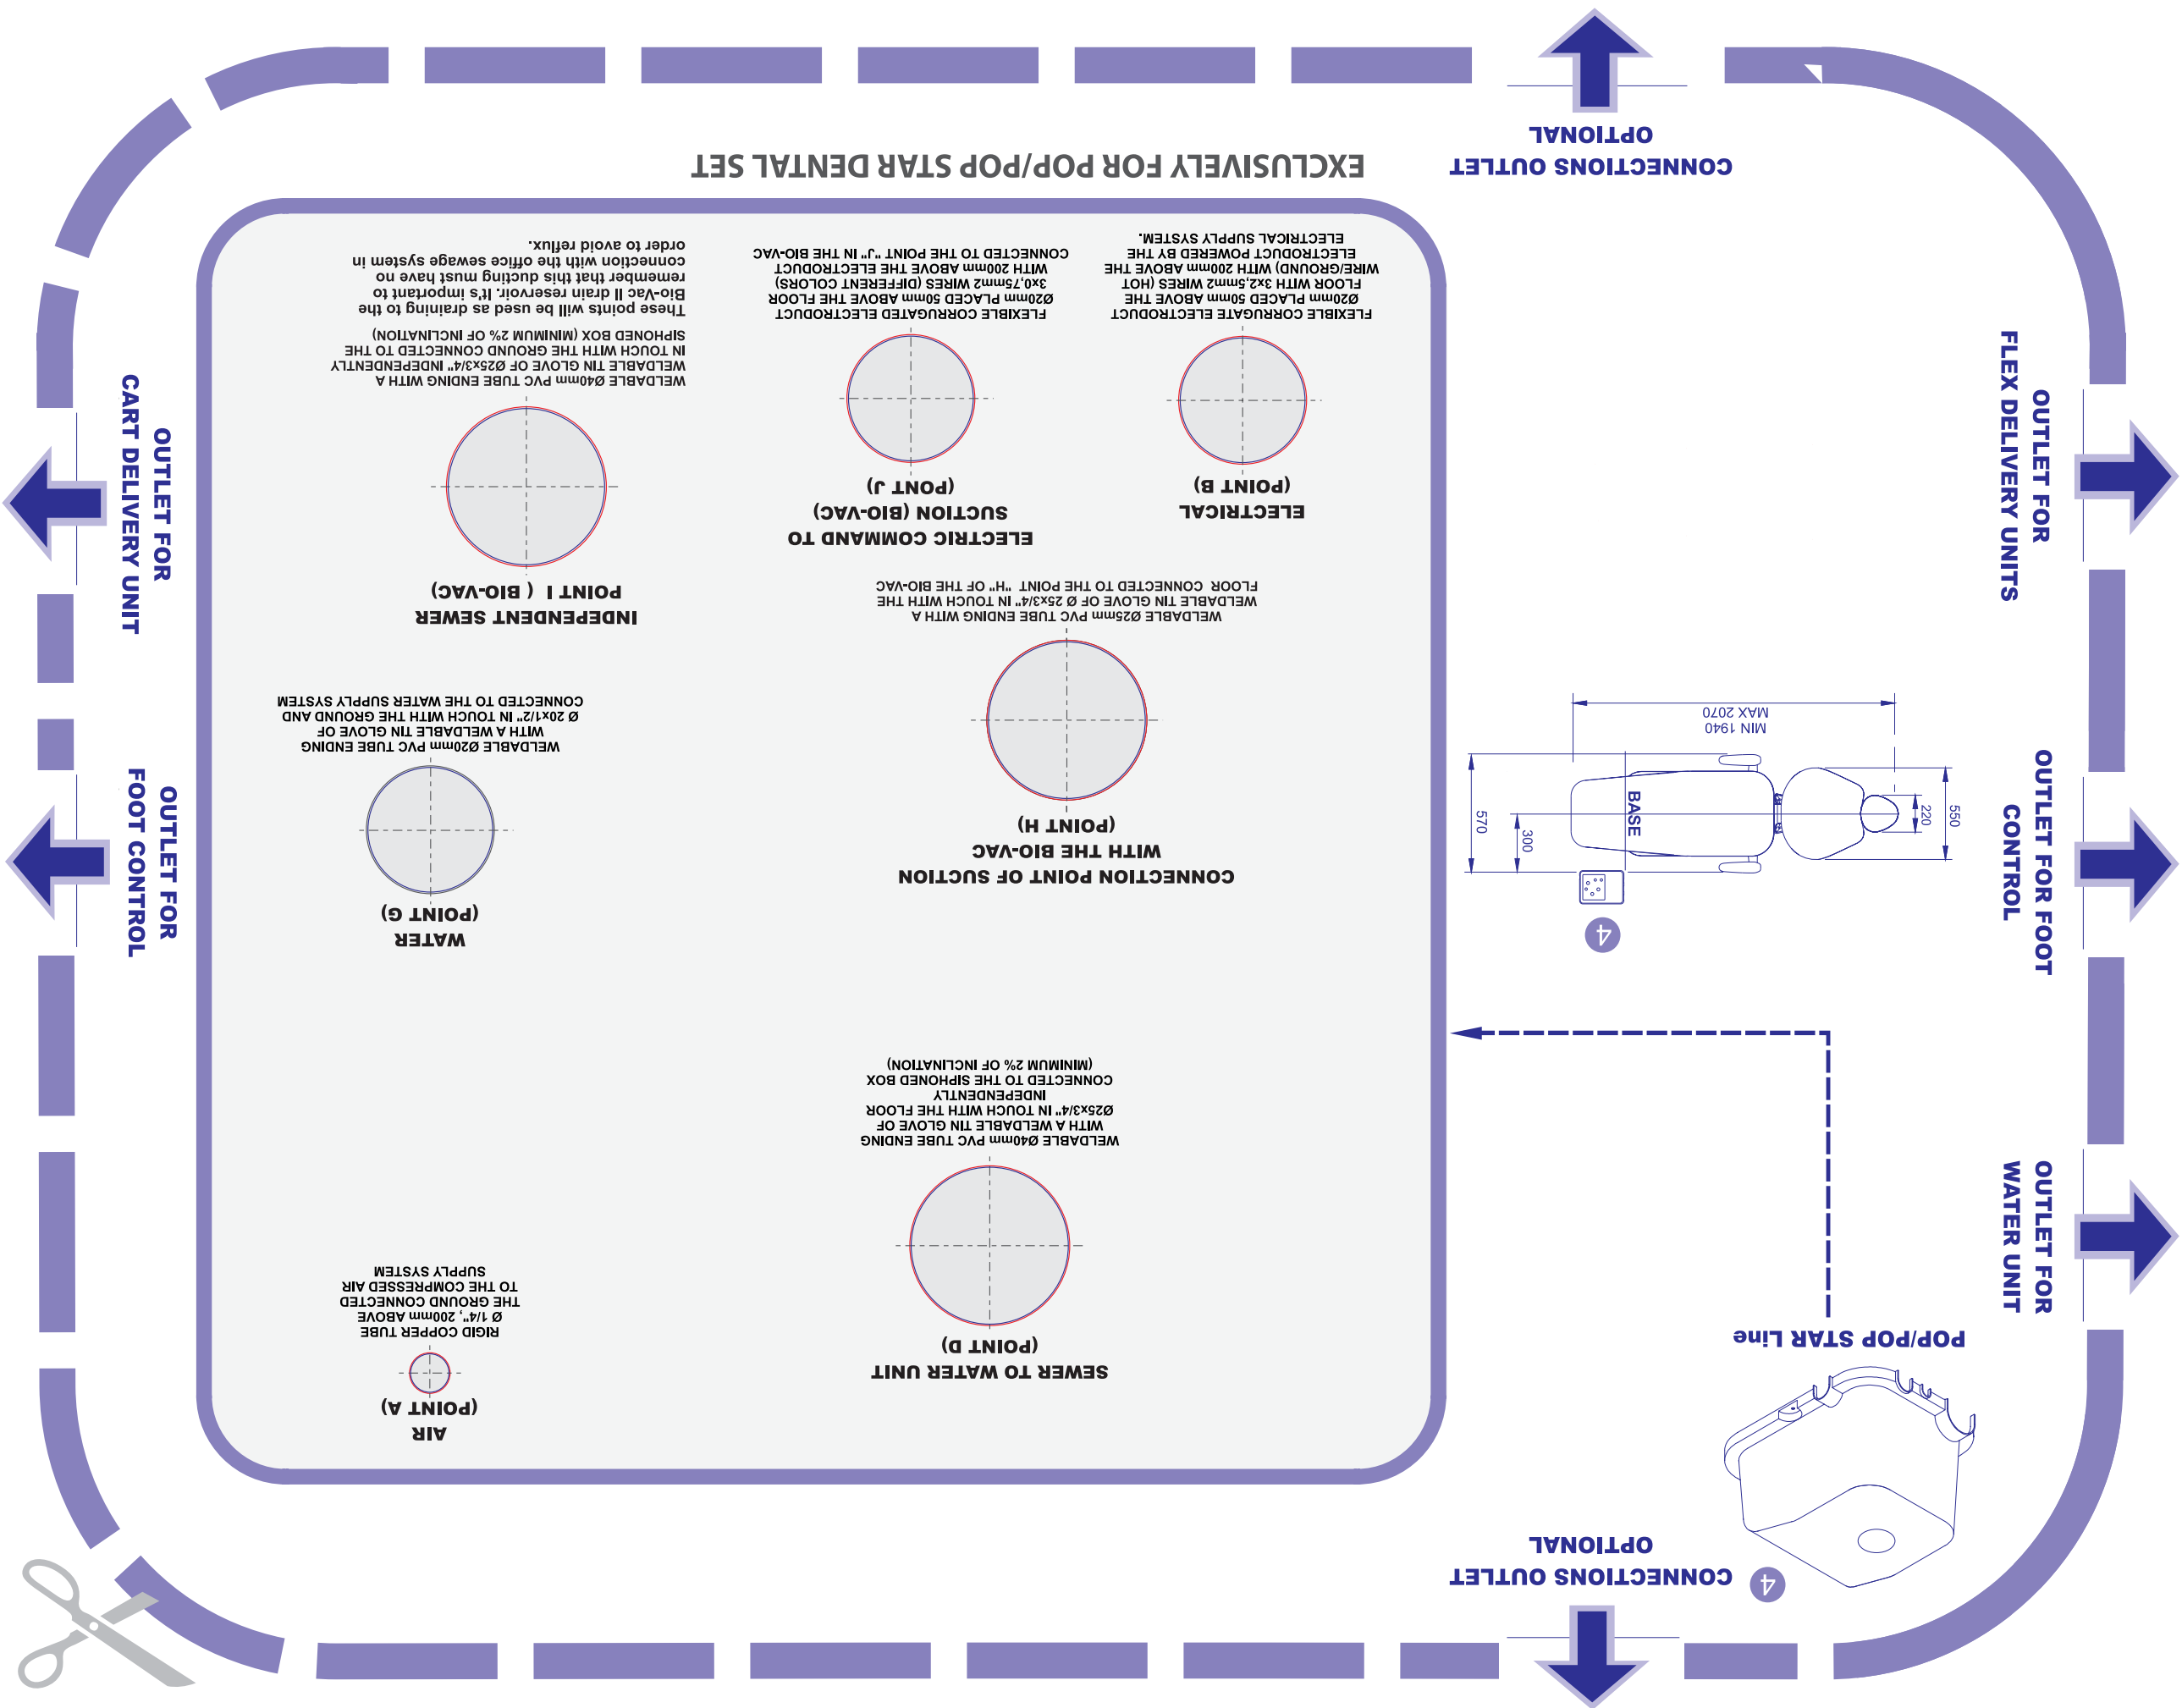 4
CONNECTIONS OUTLET
OPTIONAL
POP/POP STAR Line
OUTLET FOR
WATER UNIT
OUTLET FOR FOOT
CONTROL
OUTLET FOR
FLEX DELIVERY UNITS
4
BASE
300
570
550
220
MIN 1940
MAX 2070
SEWER TO WATER UNIT
(POINT D)
WELDABLE Ø40mm PVC TUBE ENDING
WITH A WELDABLE TIN GLOVE OF
Ø25x3/4" IN TOUCH WITH THE FLOOR
INDEPENDENTLY
CONNECTED TO THE SIPHONED BOX
(MINIMUM 2% OF INCLINATION)
AIR
(POINT A)
RIGID COPPER TUBE
Ø 1/4", 200mm ABOVE
THE GROUND CONNECTED
TO THE COMPRESSED AIR
SUPPLY SYSTEM
CONNECTION POINT OF SUCTION
WITH THE BIO-VAC
(POINT H)
WELDABLE Ø25mm PVC TUBE ENDING WITH A
WELDABLE TIN GLOVE OF Ø 25x3/4" IN TOUCH WITH THE
FLOOR CONNECTED TO THE POINT "H" OF THE BIO-VAC
WATER
(POINT G)
WELDABLE Ø20mm PVC TUBE ENDING
WITH A WELDABLE TIN GLOVE OF
Ø 20x1/2" IN TOUCH WITH THE GROUND AND
CONNECTED TO THE WATER SUPPLY SYSTEM
ELECTRICAL
(POINT B)
FLEXIBLE CORRUGATE ELECTRODUCT
Ø20mm PLACED 50mm ABOVE THE
FLOOR WITH 3x2,5mm2 WIRES (HOT
WIRE/GROUND) WITH 200mm ABOVE THE
ELECTRODUCT POWERED BY THE
ELECTRICAL SUPPLY SYSTEM.
ELECTRIC COMMAND TO
SUCTION (BIO-VAC)
(PONT J)
FLEXIBLE CORRUGATED ELECTRODUCT
Ø20mm PLACED 50mm ABOVE THE FLOOR
3x0,75mm2 WIRES (DIFFERENT COLORS)
WITH 200mm ABOVE THE ELECTRODUCT
CONNECTED TO THE POINT "J" IN THE BIO-VAC
INDEPENDENT SEWER
POINT I ( BIO-VAC)
WELDABLE Ø40mm PVC TUBE ENDING WITH A
WELDABLE TIN GLOVE OF Ø25x3/4" INDEPENDENTLY
IN TOUCH WITH THE GROUND CONNECTED TO THE
SIPHONED BOX (MINIMUM 2% OF INCLINATION)
These points will be used as draining to the
Bio-Vac II drain reservoir. It's important to
remember that this ducting must have no
connection with the office sewage system in
order to avoid reflux.
OUTLET FOR
FOOT CONTROL
OUTLET FOR
CART DELIVERY UNIT
CONNECTIONS OUTLET
OPTIONAL
EXCLUSIVELY FOR POP/POP STAR DENTAL SET